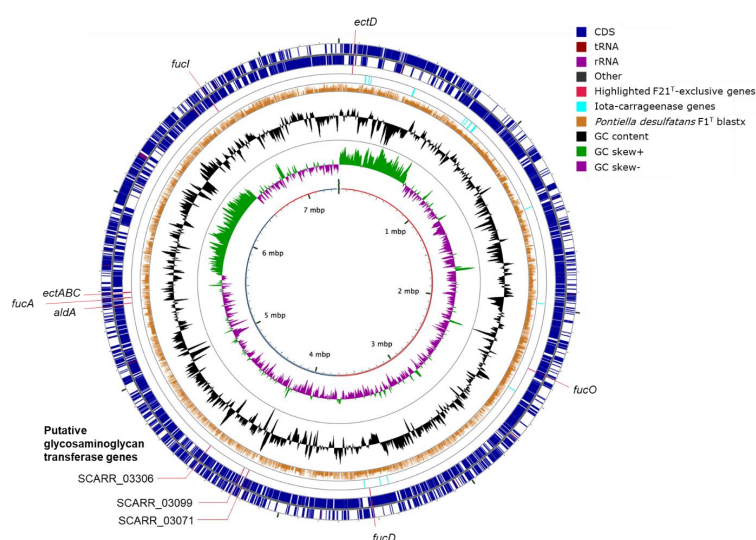 ectD
fucI
CDS
tRNA
rRNA
Other
Highlighted F21ᵀ-exclusive genes
Iota-carrageenase genes
Pontiella desulfatans F1ᵀ blastx
GC content
GC skew+
GC skew-
7 mbp
1 mbp
6 mbp
2 mbp
5 mbp
3 mbp
4 mbp
ectABC
fucA
aldA
fucO
Putative
glycosaminoglycan
transferase genes
SCARR_03306
SCARR_03099
SCARR_03071
fucD